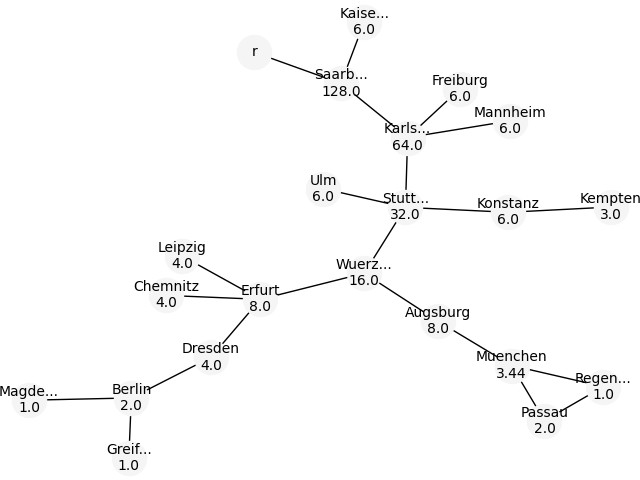 Kaise...
6.0
r
Saarb...
128.0
Freiburg
6.0
Mannheim
6.0
Karls...
64.0
Ulm
6.0
Stutt...
32.0
Konstanz
6.0
Kempten
3.0
Leipzig
4.0
Wuerz...
16.0
Chemnitz
4.0
Erfurt
8.0
Augsburg
8.0
Dresden
4.0
Muenchen
3.44
Regen...
1.0
Magde...
1.0
Berlin
2.0
Passau
2.0
Greif...
1.0